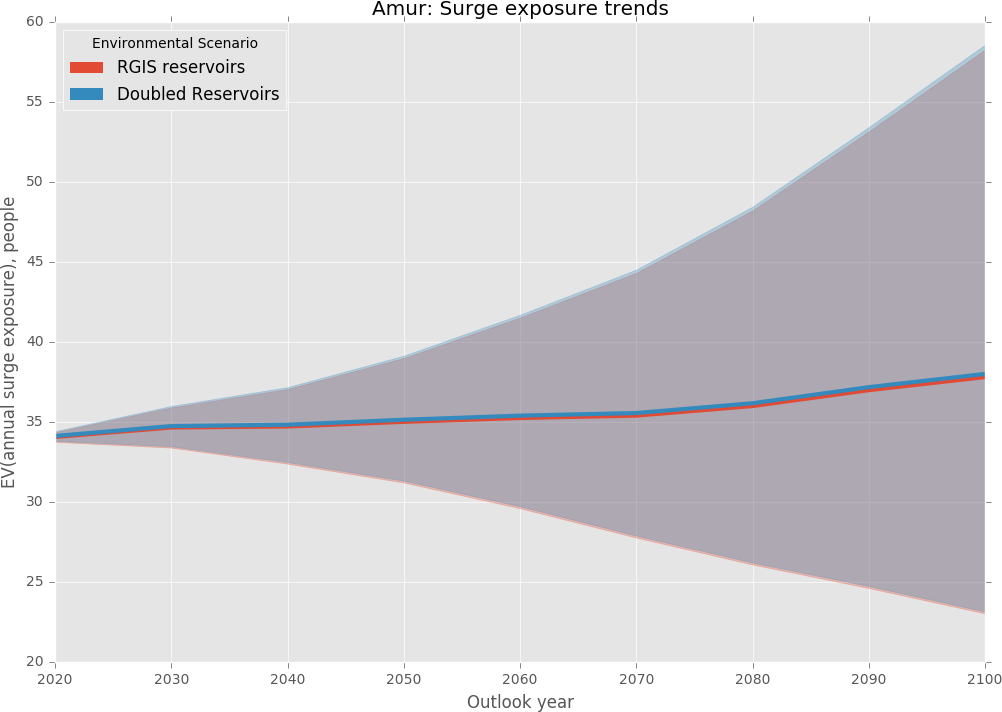 Amur: Surge exposure trends
60
55
50
45
40
35
30
25
20
EV(annual surge exposure), people
Environmental Scenario
RGIS reservoirs
Doubled Reservoirs
2020 2030 2040 2050 2060 2070 2080 2090 2100
Outlook year